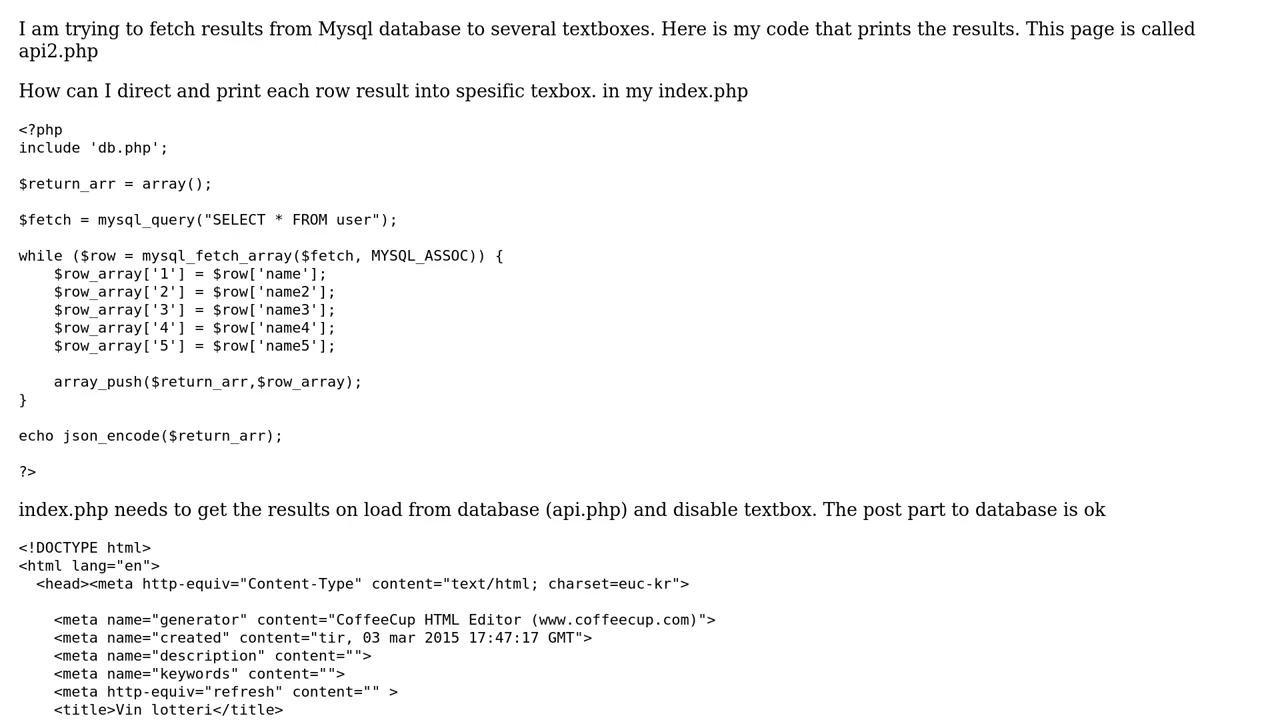 I am trying to fetch results from Mysql database to several textboxes. Here is my code that prints the results. This page is called
api2.php
How can I direct and print each row result into spesific texbox. in my index.php
<?php
include 'db.php';
$return_arr = array();
$fetch = mysql_query("SELECT * FROM user");
while ($row = mysql_fetch_array($fetch, MYSQL_ASSOC)) {
    $row_array['1'] = $row['name'];
    $row_array['2'] = $row['name2'];
    $row_array['3'] = $row['name3'];
    $row_array['4'] = $row['name4'];
    $row_array['5'] = $row['name5'];
    array_push($return_arr,$row_array);
}
echo json_encode($return_arr);
?>
index.php needs to get the results on load from database (api.php) and disable textbox. The post part to database is ok
<!DOCTYPE html>
<html lang="en">
  <head><meta http-equiv="Content-Type" content="text/html; charset=euc-kr">
    <meta name="generator" content="CoffeeCup HTML Editor (www.coffeecup.com)">
    <meta name="created" content="tir, 03 mar 2015 17:47:17 GMT">
    <meta name="description" content="">
    <meta name="keywords" content="">
    <meta http-equiv="refresh" content="" >
    <title>Vin lotteri</title>